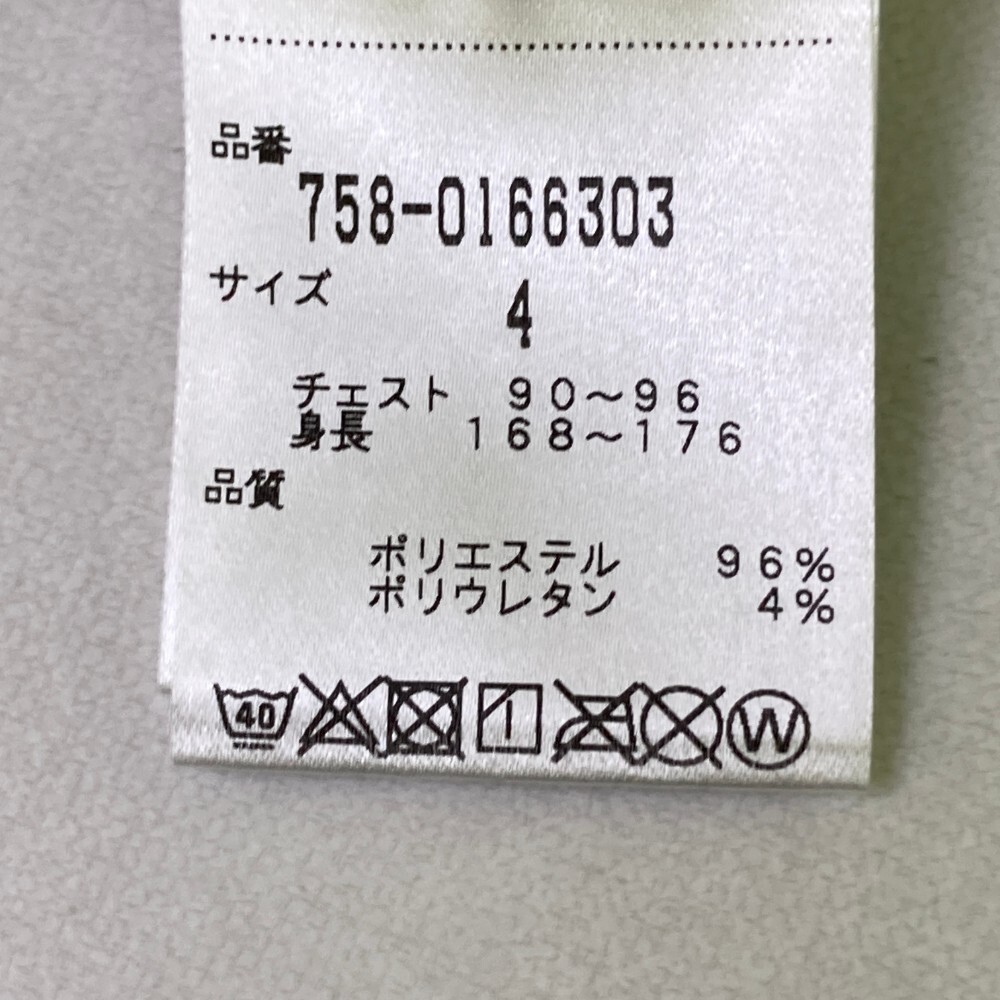 品番
758-0166303
サイズ
4
チェスト 90～96
身長 168～176
品質
ポリエステル 96%
ポリウレタン 4%
40 W